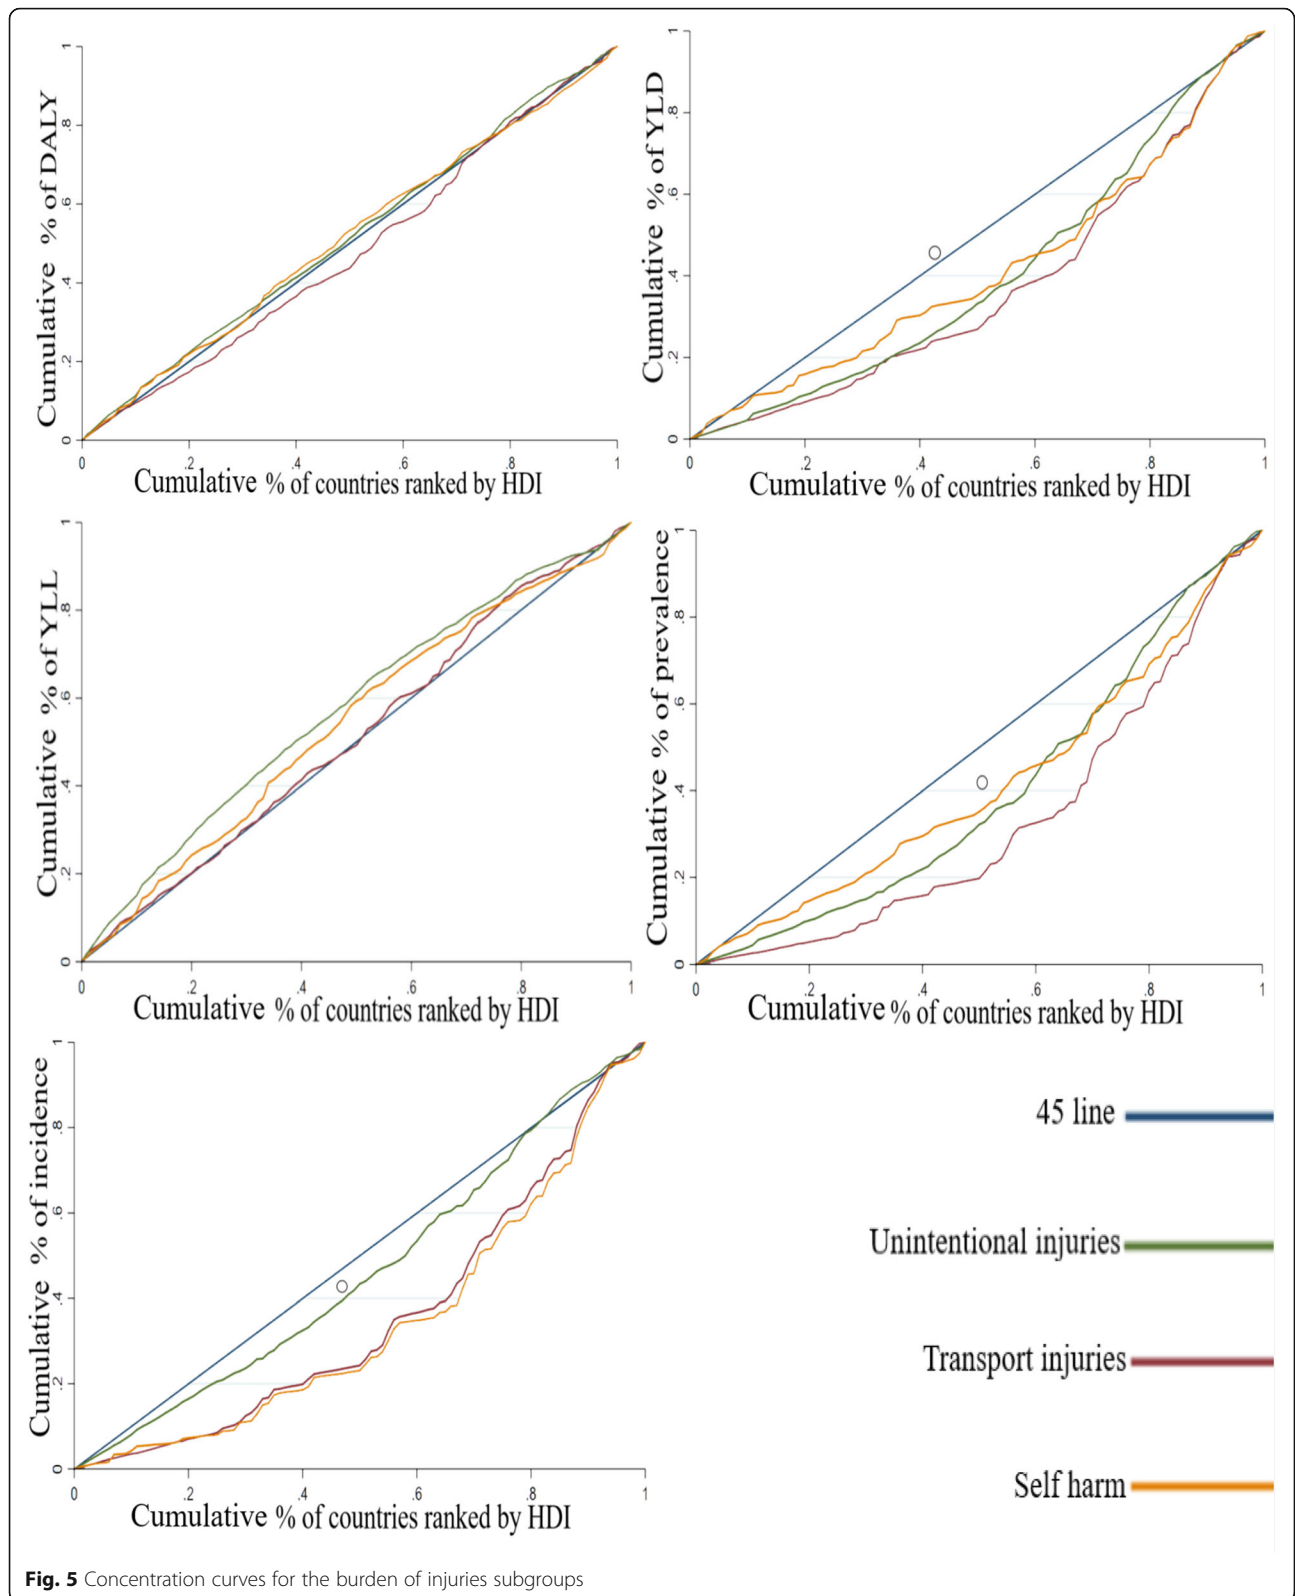 Cumulative % of DALY
1
.8
.6
.4
.2
0
0 .2 .4 .6 .8 1
Cumulative % of countries ranked by HDI
Cumulative % of YLD
1
.8
.6
.4
.2
0
0 .2 .4 .6 .8 1
Cumulative % of countries ranked by HDI
Cumulative % of YLL
1
.8
.6
.4
.2
0
0 .2 .4 .6 .8 1
Cumulative % of countries ranked by HDI
Cumulative % of prevalence
1
.8
.6
.4
.2
0
0 .2 .4 .6 .8 1
Cumulative % of countries ranked by HDI
Cumulative % of incidence
1
.8
.6
.4
.2
0
0 .2 .4 .6 .8 1
Cumulative % of countries ranked by HDI
45 line
Unintentional injuries
Transport injuries
Self harm
Fig. 5 Concentration curves for the burden of injuries subgroups